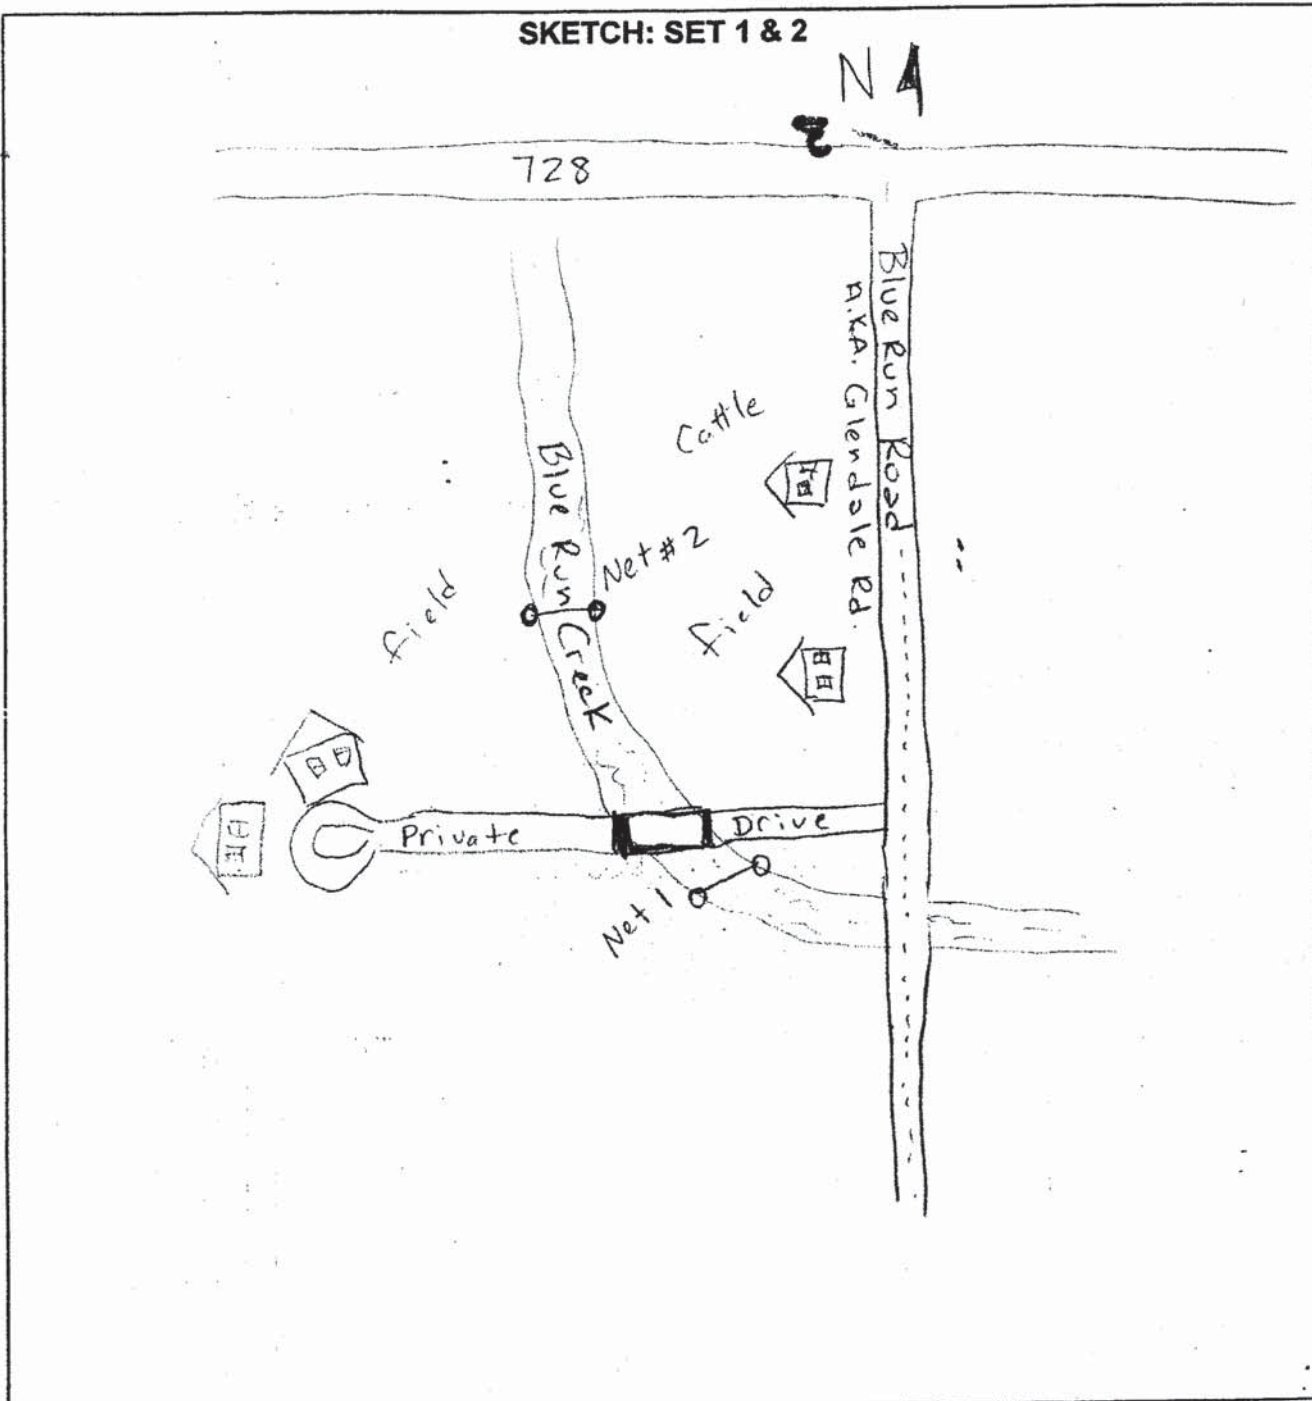 SKETCH: SET 1 & 2
N
728
Blue Run Road
A.K.A. Glendale Rd.
Cattle
Blue Run Creek
Net #2
field
field
Private Drive
Net 1